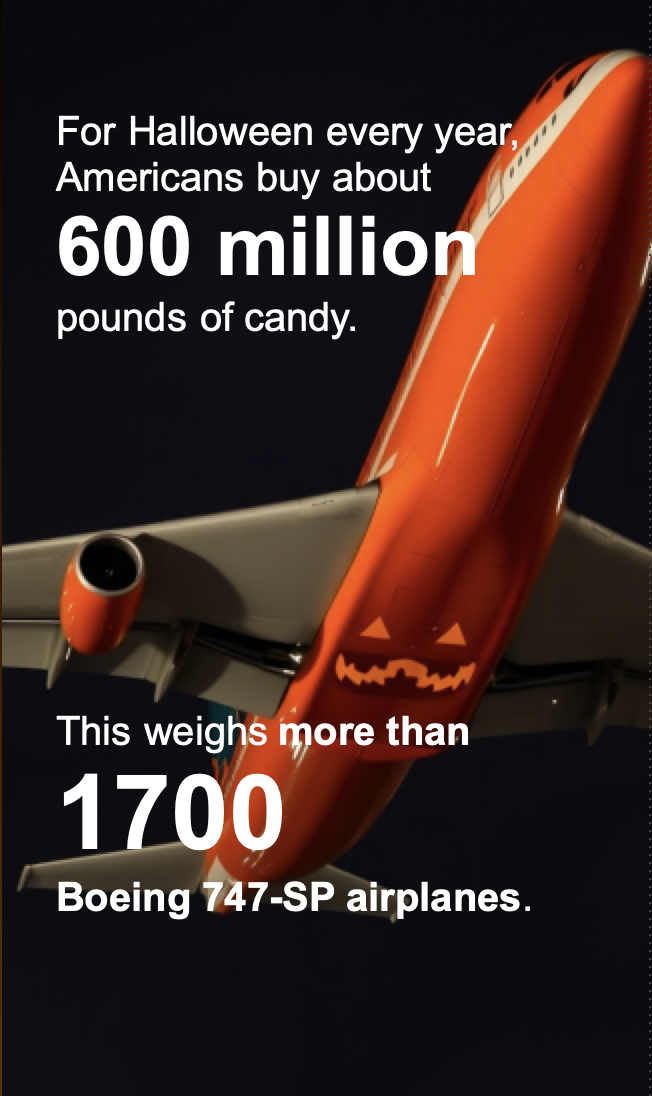 For Halloween every year,
Americans buy about
600 million
pounds of candy.
This weighs more than
1700
Boeing 747-SP airplanes.